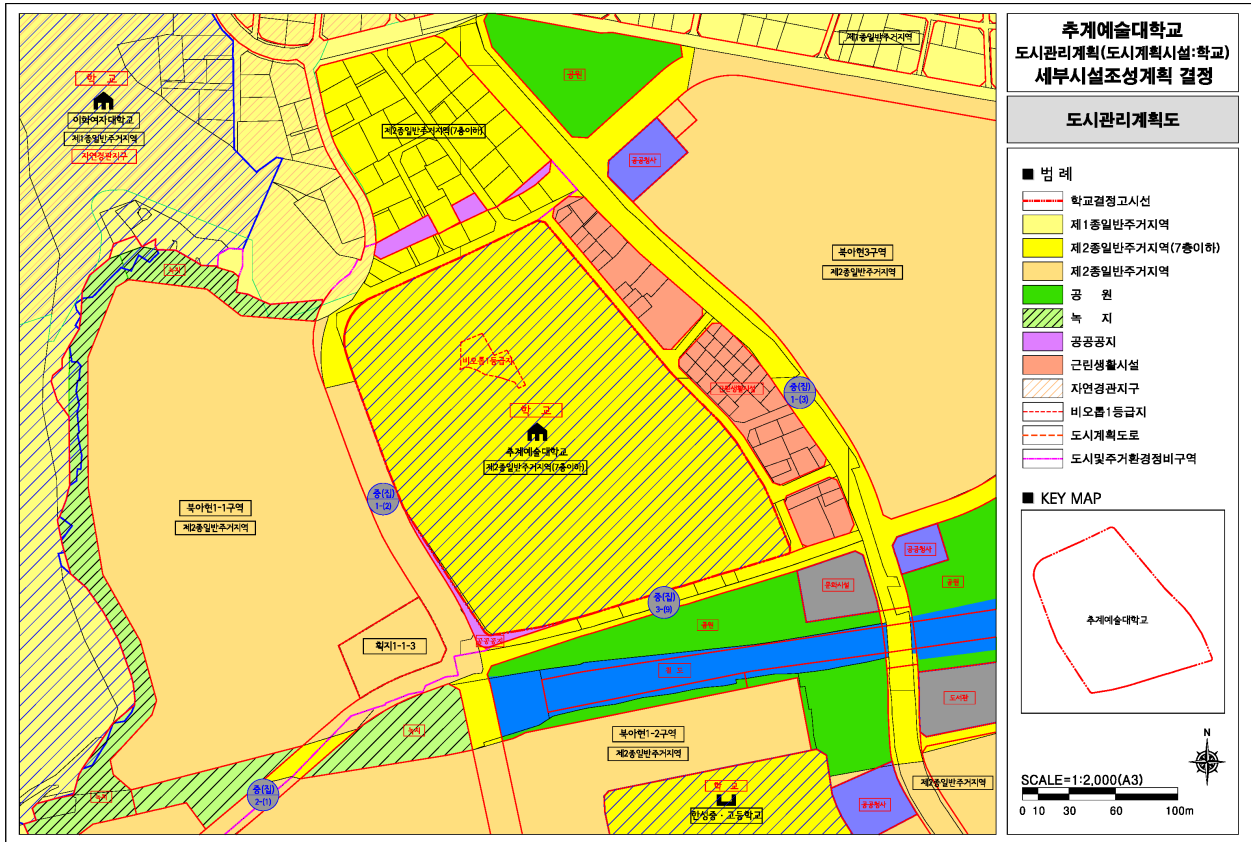 추계예술대학교
도시관리계획(도시계획시설:학교)
세부시설조성계획 결정
도시관리계획도
■ 범 례
학교결정고시선
제1종일반주거지역
제2종일반주거지역(7층이하)
제2종일반주거지역
공 원
녹 지
공공공지
근린생활시설
자연경관지구
비오톱1등급지
도시계획도로
도시및주거환경정비구역
■ KEY MAP
추계예술대학교
N
SCALE=1:2,000(A3)
0 10 30 60 100m
제1종일반주거지역
학 교
이화여자대학교
제1종일반주거지역
자연경관지구
공원
제2종일반주거지역(7층이하)
공공청사
북아현3구역
제2종일반주거지역
녹지
비오톱1등급지
학 교
추계예술대학교
제2종일반주거지역(7층이하)
근린생활시설
중(집)
1-(3)
중(집)
1-(2)
북아현1-1구역
제2종일반주거지역
공공청사
문화시설
공원
중(집)
3-(9)
공원
획지1-1-3
공공공지
도서관
녹지
북아현1-2구역
제2종일반주거지역
학 교
한성중·고등학교
공공청사
제2종일반주거지역
녹지
중(집)
2-(1)